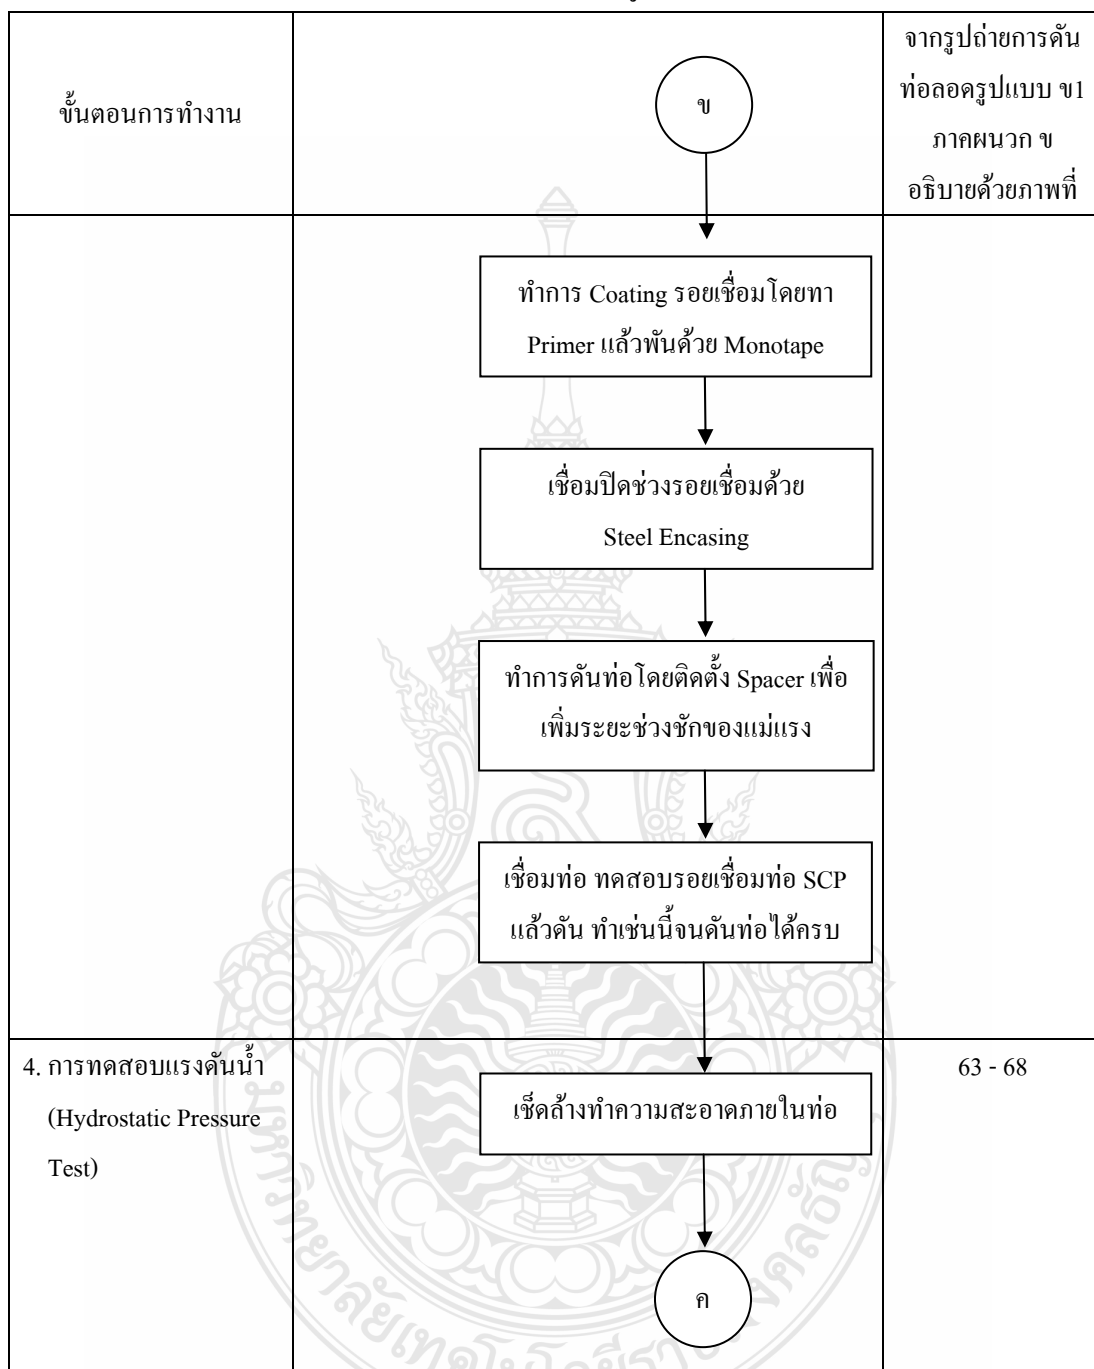 ขั้นตอนการทำงาน
ข
จากรูปถ่ายการดัน
ท่อลอดรูปแบบ ข1
ภาคผนวก ข
อธิบายด้วยภาพที่
ทำการ Coating รอยเชื่อมโดยทา
Primer แล้วพันด้วย Monotape
เชื่อมปิดช่วงรอยเชื่อมด้วย
Steel Encasing
ทำการดันท่อโดยติดตั้ง Spacer เพื่อ
เพิ่มระยะช่วงชักของแม่แรง
เชื่อมท่อ ทดสอบรอยเชื่อมท่อ SCP
แล้วดัน ทำเช่นนี้จนดันท่อได้ครบ
4. การทดสอบแรงดันน้ำ
(Hydrostatic Pressure
Test)
เช็ดล้างทำความสะอาดภายในท่อ
63 - 68
ค